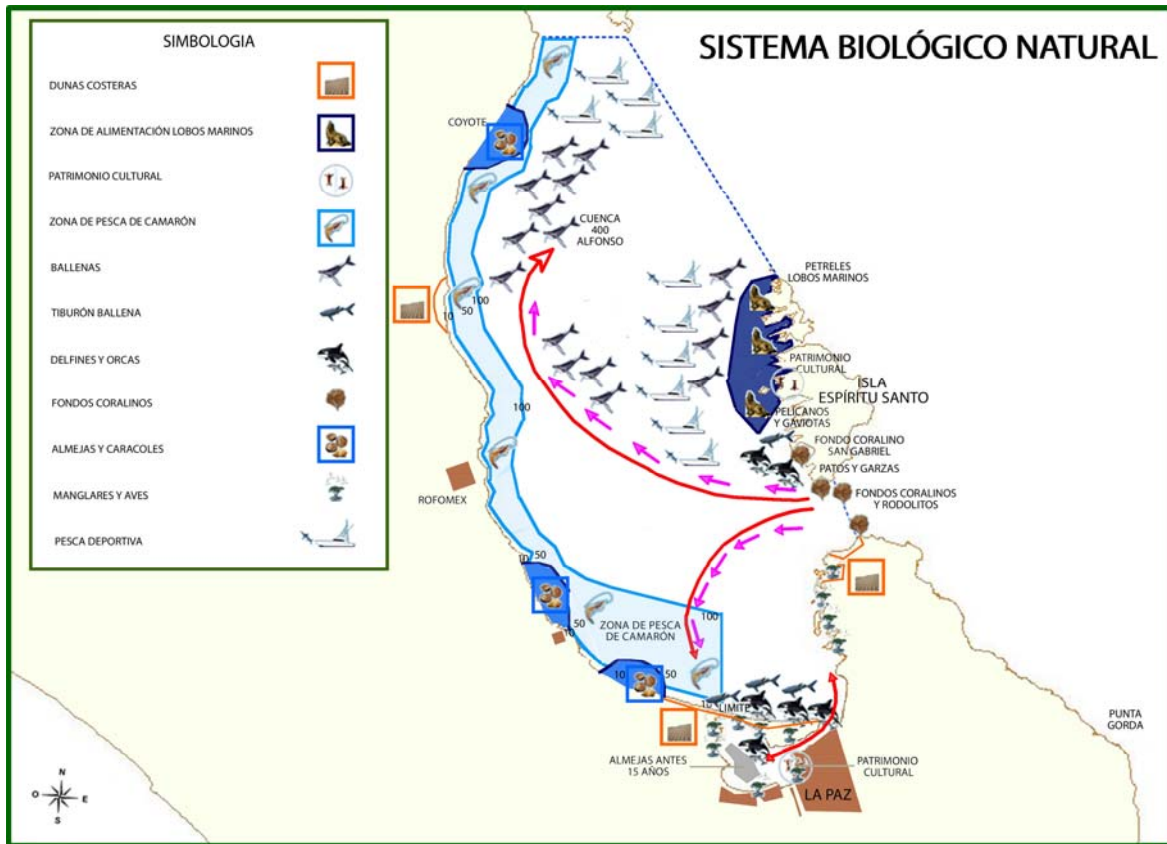 SISTEMA BIOLÓGICO NATURAL
SIMBOLOGIA
DUNAS COSTERAS
ZONA DE ALIMENTACIÓN LOBOS MARINOS
PATRIMONIO CULTURAL
ZONA DE PESCA DE CAMARÓN
BALLENAS
TIBURÓN BALLENA
DELFINES Y ORCAS
FONDOS CORALINOS
ALMEJAS Y CARACOLES
MANGLARES Y AVES
PESCA DEPORTIVA
COYOTE
CUENCA
400
ALFONSO
PETRELES
LOBOS MARINOS
100
50
10
PATRIMONIO
CULTURAL
ISLA
ESPÍRITU SANTO
PELÍCANOS
Y GAVIOTAS
100
FONDO CORALINO
SAN GABRIEL
PATOS Y GARZAS
ROFOMEX
FONDOS CORALINOS
Y RODOLITOS
50
10
50
10
ZONA DE PESCA
DE CAMARÓN
100
10
50
10
LIMITE
PUNTA
GORDA
ALMEJAS ANTES
15 AÑOS
PATRIMONIO
CULTURAL
LA PAZ
N
O
E
S